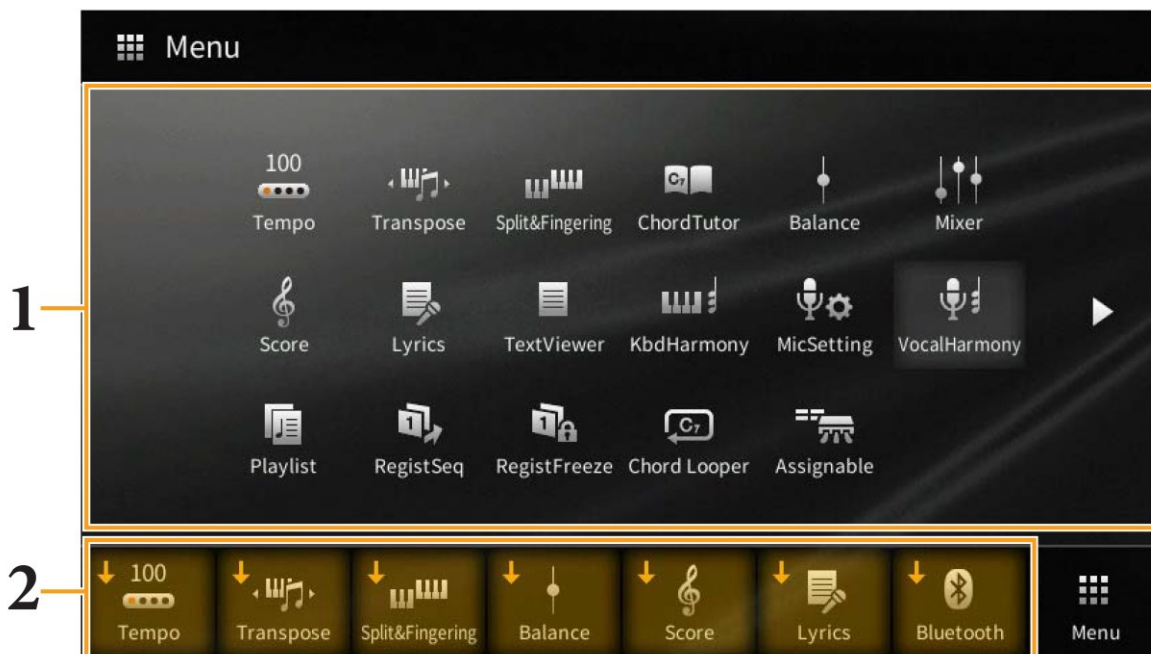 Menu
1
100
Tempo Transpose Split&Fingering ChordTutor Balance Mixer
Score Lyrics TextViewer KbdHarmony MicSetting VocalHarmony
Playlist RegistSeq RegistFreeze Chord Looper Assignable
2
100
Tempo Transpose Split&Fingering Balance Score Lyrics Bluetooth Menu